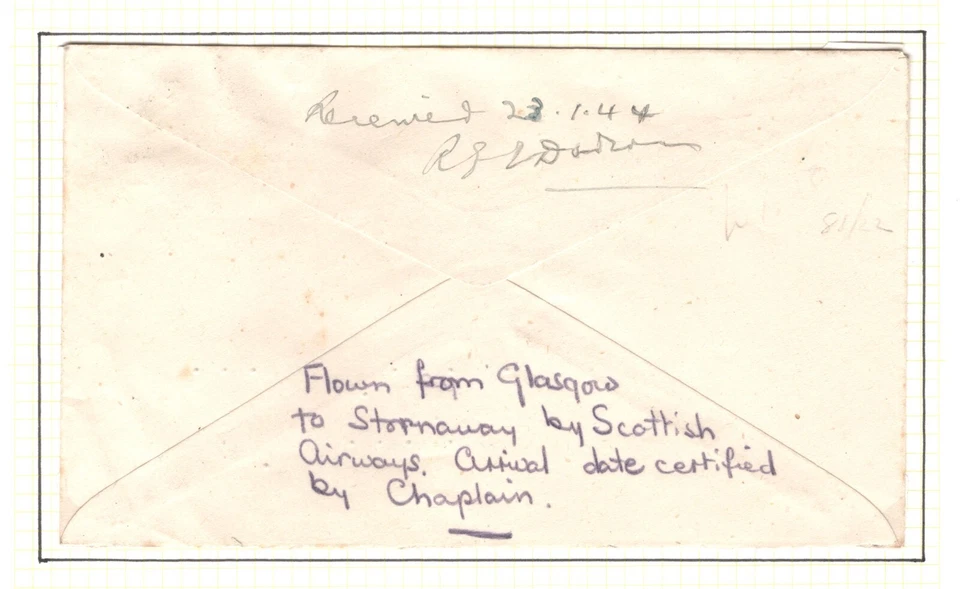 Received 23.1.44
Flown from Glasgow
to Stornaway by Scottish
Airways. Arrival date certified
by Chaplain.